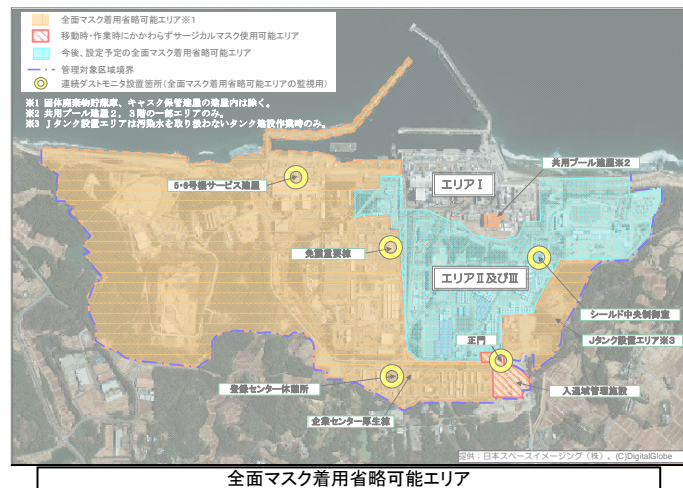 全面マスク着用省略可能エリア※1
移動時・作業時にかかわらずサージカルマスク使用可能エリア
今後、設定予定の全面マスク着用省略可能エリア
管理対象区域境界
連続ダストモニタ設置箇所(全面マスク着用省略可能エリアの監視用)
※1 固体廃棄物貯蔵庫、キャスク保管建屋の建屋内は除く。
※2 共用プール建屋2，3階の一部エリアのみ。
※3 Jタンク設置エリアは汚染水を取り扱わないタンク建設作業時のみ。
共用プール建屋※2
5・6号機サービス建屋
エリアⅠ
免震重要棟
エリアⅡ及びⅢ
シールド中央制御室
正門
Jタンク設置エリア※3
登録センター休憩所
入退域管理施設
企業センター厚生棟
提供：日本スペースイメージング（株）、(C)DigitalGlobe
全面マスク着用省略可能エリア